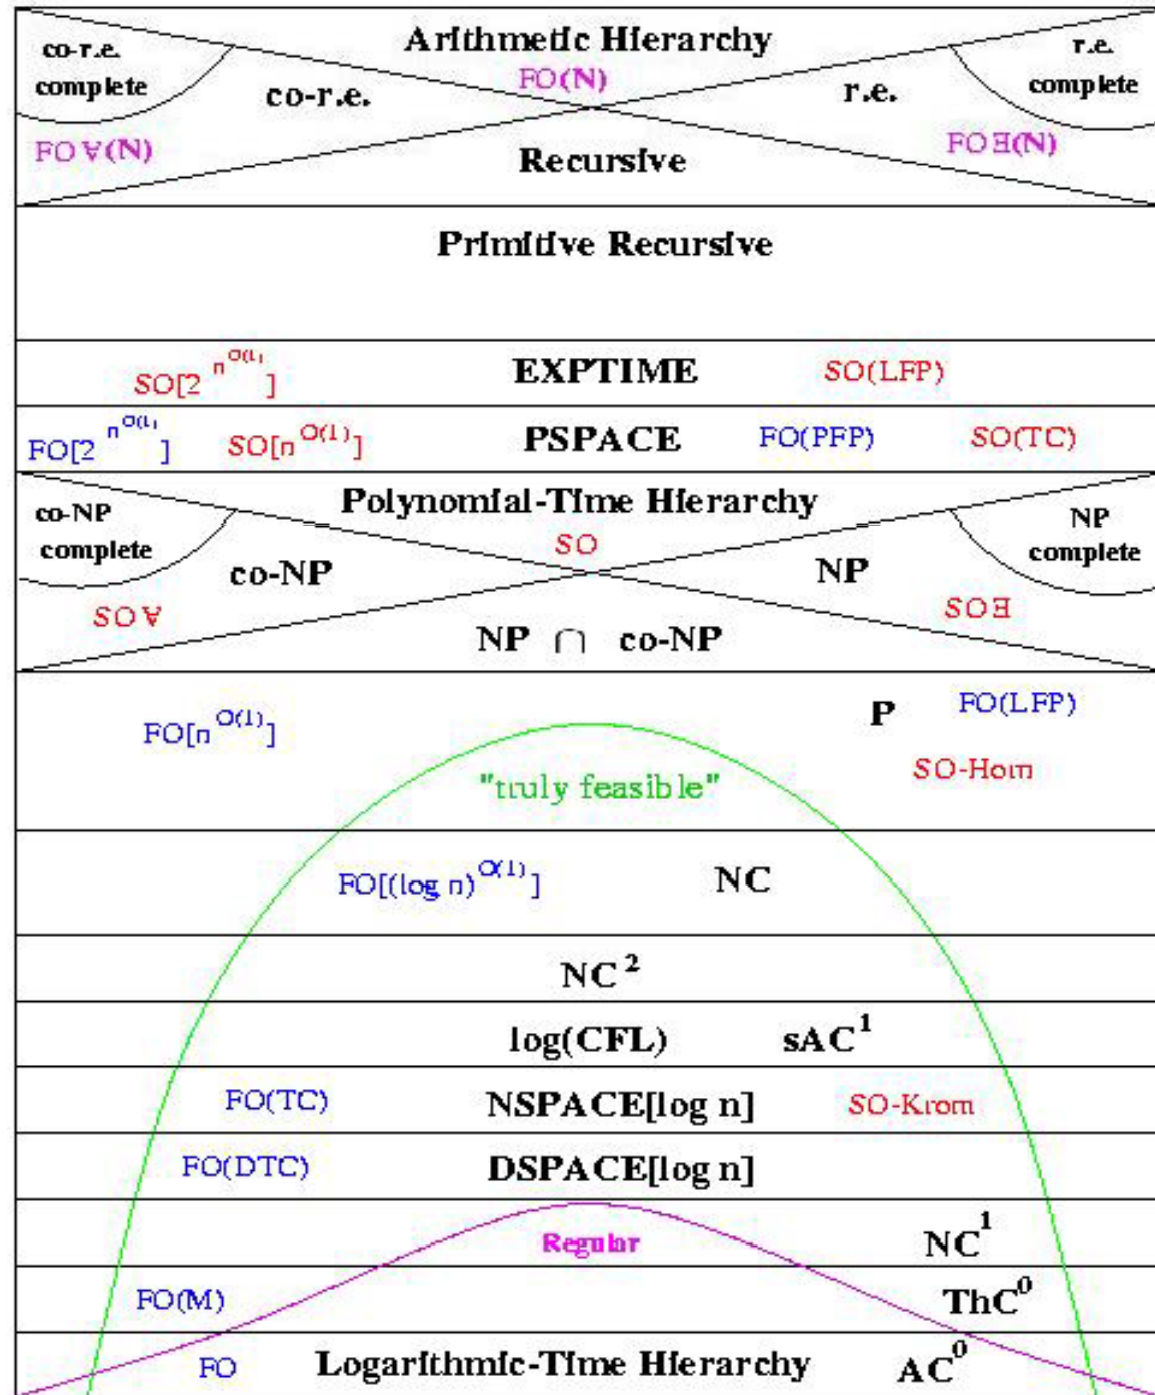 Arithmetic Hierarchy
co-r.e. complete
FO(N)
r.e. complete
co-r.e.
r.e.
FO∀(N)
FO∃(N)
Recursive
Primitive Recursive
SO[2^n^O(1)] EXPTIME SO(LFP)
FO[2^n^O(1)] SO[n^O(1)] PSPACE FO(PFP) SO(TC)
Polynomial-Time Hierarchy
co-NP complete
SO
NP complete
co-NP
NP
SO∀
SO∃
NP ∩ co-NP
FO[n^O(1)] P FO(LFP)
SO-Horn
"truly feasible"
FO[(log n)^O(1)] NC
NC^2
log(CFL) sAC^1
FO(TC) NSPACE[log n] SO-Krom
FO(DTC) DSPACE[log n]
Regular NC^1
FO(M) ThC^0
FO Logarithmic-Time Hierarchy AC^0